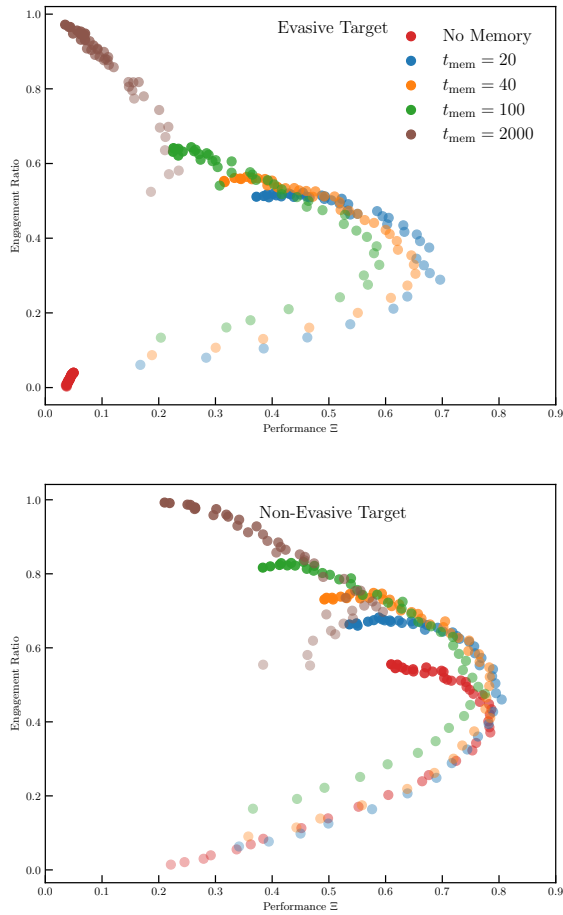 Evasive Target
No Memory
t_mem = 20
t_mem = 40
t_mem = 100
t_mem = 2000
Engagement Ratio
1.0
0.8
0.6
0.4
0.2
0.0
0.0 0.1 0.2 0.3 0.4 0.5 0.6 0.7 0.8 0.9
Performance Ξ
Non-Evasive Target
Engagement Ratio
1.0
0.8
0.6
0.4
0.2
0.0
0.0 0.1 0.2 0.3 0.4 0.5 0.6 0.7 0.8 0.9
Performance Ξ